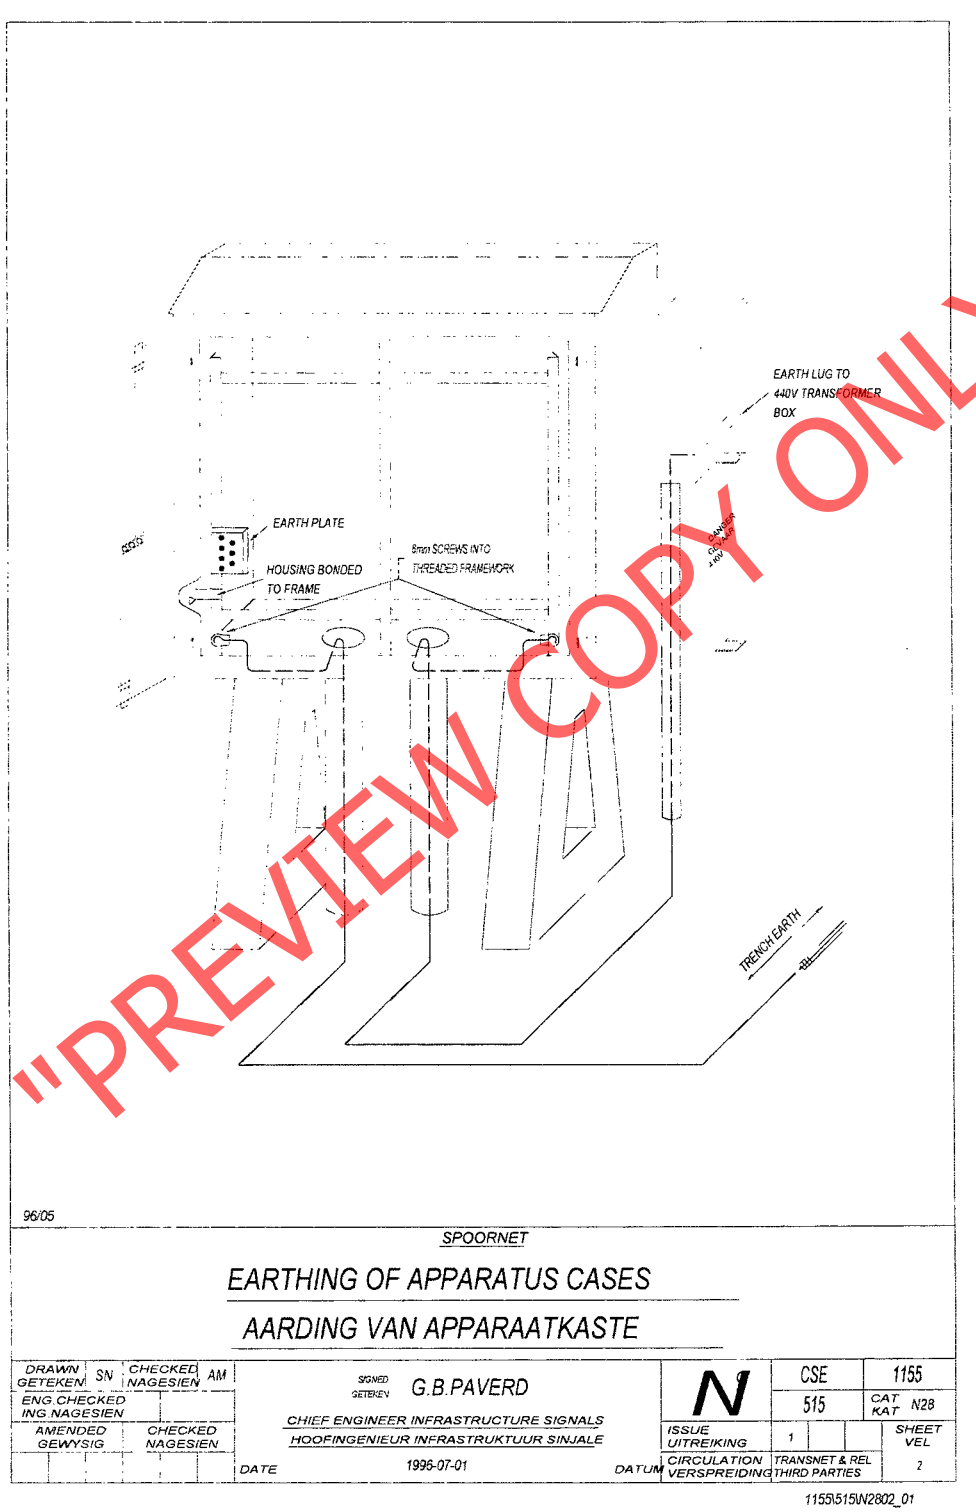 EARTH LUG TO
440V TRANSFORMER
BOX
EARTH PLATE
8mm SCREWS INTO
THREADED FRAMEWORK
HOUSING BONDED
TO FRAME
DANGER
GEVAAR
TRENCH EARTH
"PREVIEW COPY ONLY
96/05
SPOORNET
EARTHING OF APPARATUS CASES
AARDING VAN APPARAATKASTE
DRAWN
GETEKEN
SN
CHECKED
NAGESIEN
AM
ENG.CHECKED
ING.NAGESIEN
AMENDED
GEWYSIG
CHECKED
NAGESIEN
SIGNED
GETEKEN
G.B.PAVERD
CHIEF ENGINEER INFRASTRUCTURE SIGNALS
HOOFINGENIEUR INFRASTRUKTUUR SINJALE
DATE
1996-07-01
DATUM
N
CSE
1155
515
CAT
KAT
N28
ISSUE
UITREIKING
1
SHEET
VEL
CIRCULATION
VERSPREIDING
TRANSNET & REL
THIRD PARTIES
2
1155\515\N2802_01